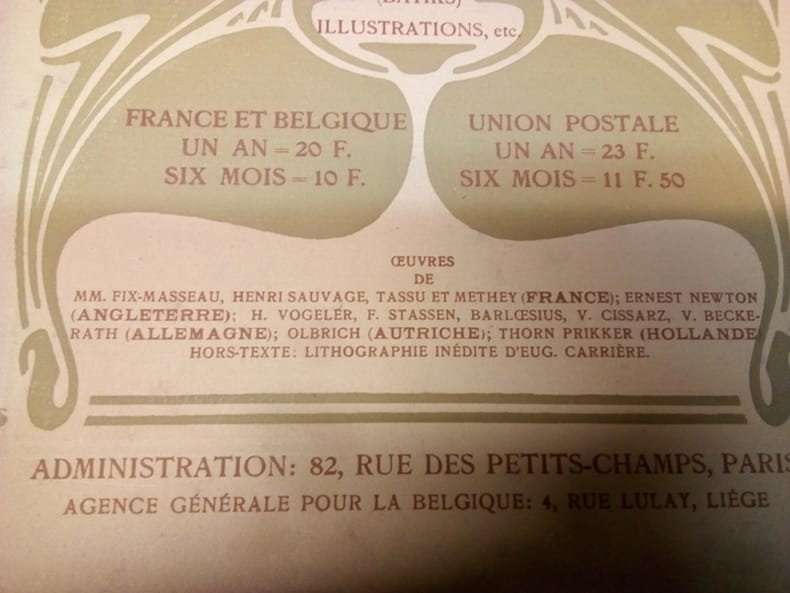 (BATIKS)
ILLUSTRATIONS, etc.
FRANCE ET BELGIQUE
UN AN = 20 F.
SIX MOIS = 10 F.
UNION POSTALE
UN AN = 23 F.
SIX MOIS = 11 F. 50
ŒUVRES
DE
MM. FIX-MASSEAU, HENRI SAUVAGE, TASSU ET METHEY (FRANCE); ERNEST NEWTON
(ANGLETERRE); H. VOGELÉR, F. STASSEN, BARLŒSIUS, V. CISSARZ, V. BECKE-
RATH (ALLEMAGNE); OLBRICH (AUTRICHE); THORN PRIKKER (HOLLANDE)
HORS-TEXTE: LITHOGRAPHIE INÉDITE D'EUG. CARRIÈRE.
ADMINISTRATION: 82, RUE DES PETITS-CHAMPS, PARIS
AGENCE GÉNÉRALE POUR LA BELGIQUE: 4, RUE LULAY, LIÈGE